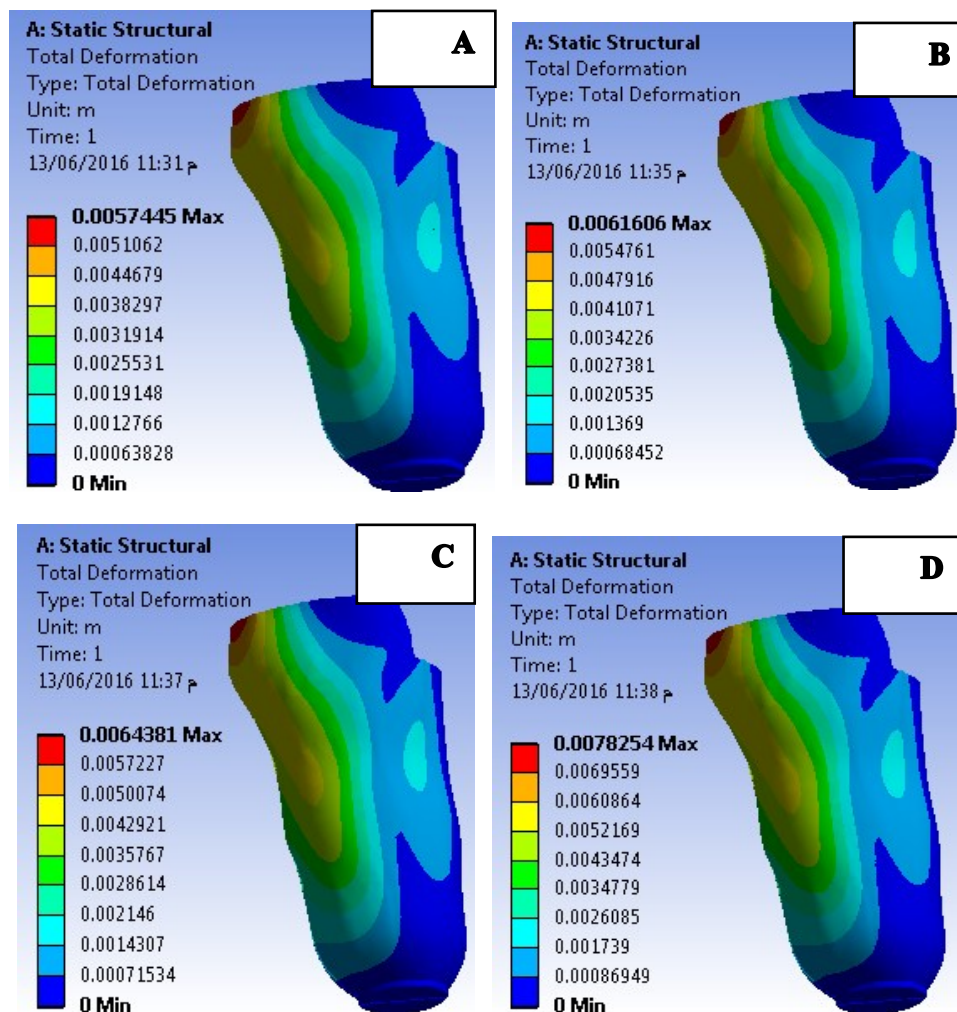 A: Static Structural
Total Deformation
Type: Total Deformation
Unit: m
Time: 1
13/06/2016 11:31 م
A
0.0057445 Max
0.0051062
0.0044679
0.0038297
0.0031914
0.0025531
0.0019148
0.0012766
0.00063828
0 Min
A: Static Structural
Total Deformation
Type: Total Deformation
Unit: m
Time: 1
13/06/2016 11:35 م
B
0.0061606 Max
0.0054761
0.0047916
0.0041071
0.0034226
0.0027381
0.0020535
0.001369
0.00068452
0 Min
A: Static Structural
Total Deformation
Type: Total Deformation
Unit: m
Time: 1
13/06/2016 11:37 م
C
0.0064381 Max
0.0057227
0.0050074
0.0042921
0.0035767
0.0028614
0.002146
0.0014307
0.00071534
0 Min
A: Static Structural
Total Deformation
Type: Total Deformation
Unit: m
Time: 1
13/06/2016 11:38 م
D
0.0078254 Max
0.0069559
0.0060864
0.0052169
0.0043474
0.0034779
0.0026085
0.001739
0.00086949
0 Min